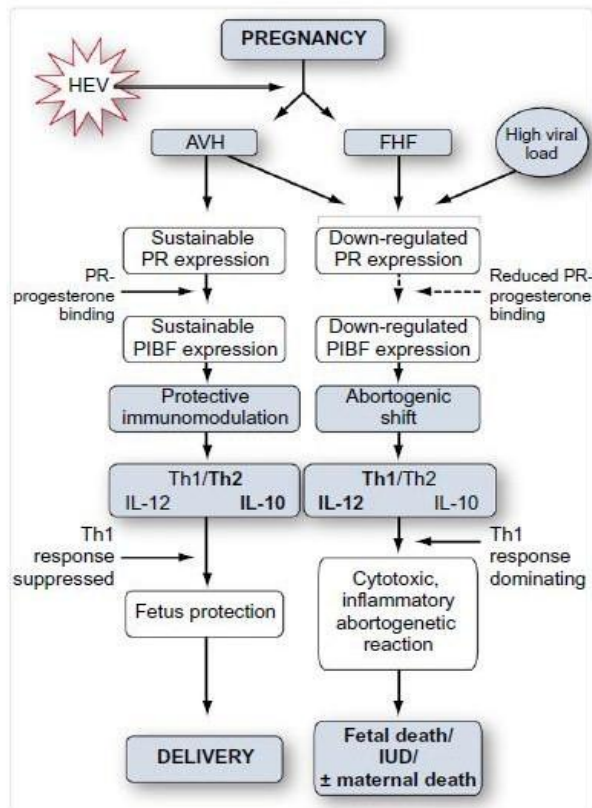 PREGNANCY
HEV
AVH
FHF
High viral
load
Sustainable
PR expression
Down-regulated
PR expression
PR-
progesterone
binding
Reduced PR-
progesterone
binding
Sustainable
PIBF expression
Down-regulated
PIBF expression
Protective
immunomodulation
Abortogenic
shift
Th1/Th2
IL-12 IL-10
Th1/Th2
IL-12 IL-10
Th1
response
suppressed
Th1
response
dominating
Fetus protection
Cytotoxic,
inflammatory
abortogenetic
reaction
DELIVERY
Fetal death/
IUD/
± maternal death